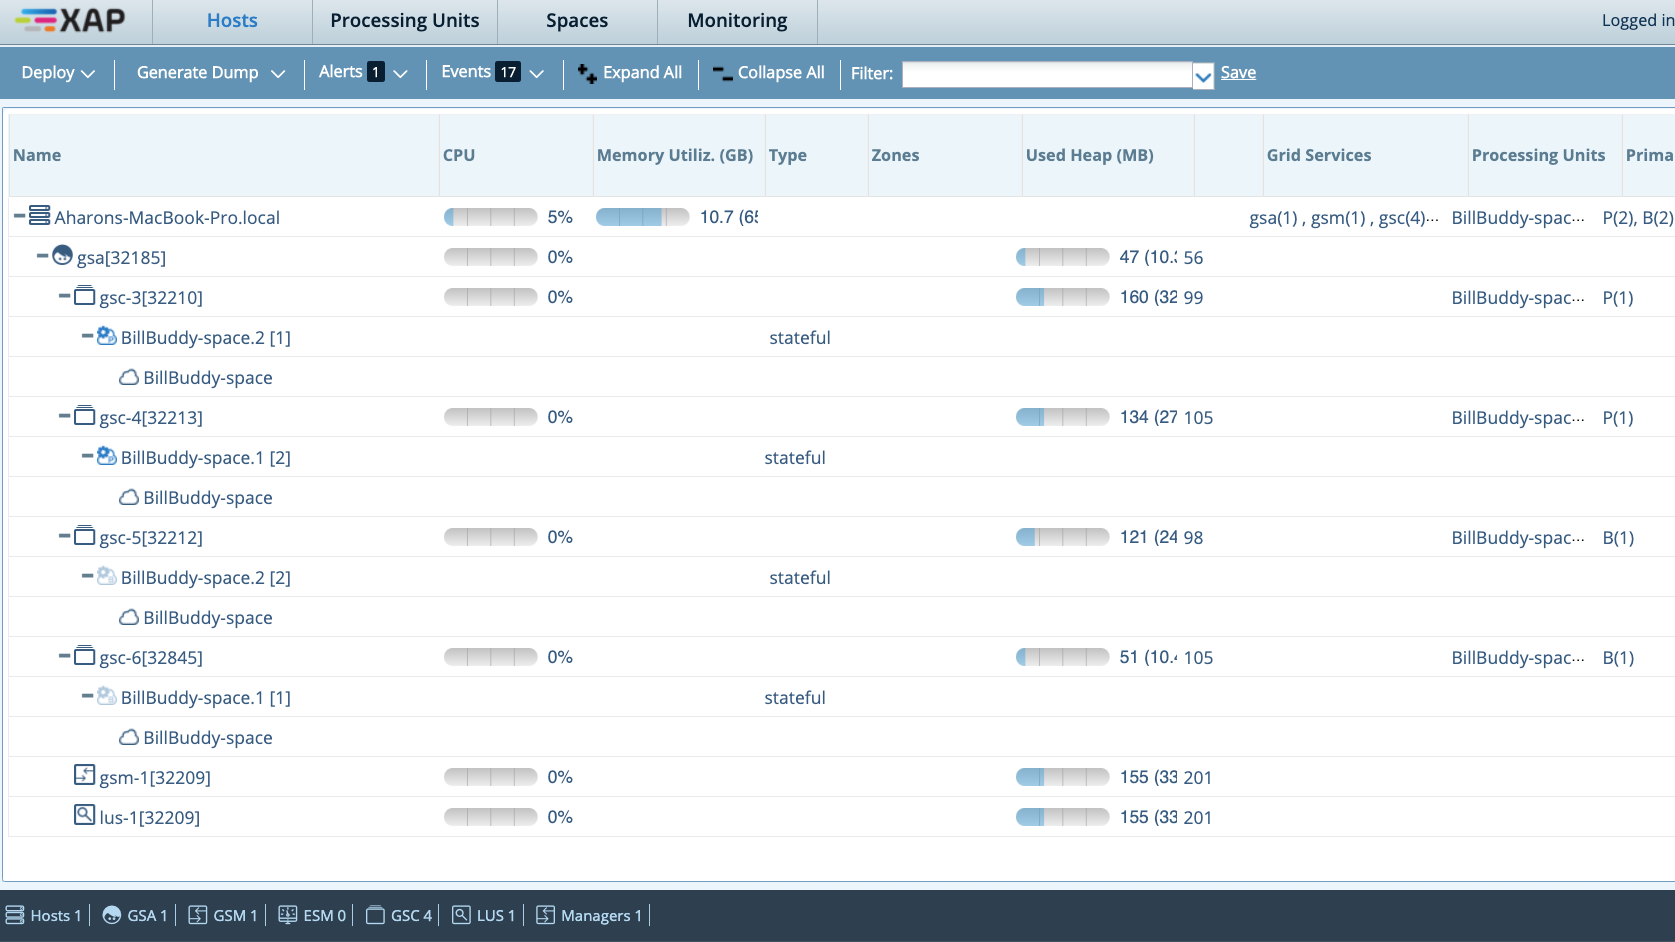 XAP Hosts Processing Units Spaces Monitoring Logged in
Deploy Generate Dump Alerts 1 Events 17 Expand All Collapse All Filter: Save
Name CPU Memory Utiliz. (GB) Type Zones Used Heap (MB) Grid Services Processing Units Prima
Aharons-MacBook-Pro.local 5% 10.7 (65 gsa(1) , gsm(1) , gsc(4)... BillBuddy-spac... P(2), B(2)
gsa[32185] 0% 47 (10.3 56
gsc-3[32210] 0% 160 (32 99 BillBuddy-spac... P(1)
BillBuddy-space.2 [1] stateful
BillBuddy-space
gsc-4[32213] 0% 134 (27 105 BillBuddy-spac... P(1)
BillBuddy-space.1 [2] stateful
BillBuddy-space
gsc-5[32212] 0% 121 (24 98 BillBuddy-spac... B(1)
BillBuddy-space.2 [2] stateful
BillBuddy-space
gsc-6[32845] 0% 51 (10.4 105 BillBuddy-spac... B(1)
BillBuddy-space.1 [1] stateful
BillBuddy-space
gsm-1[32209] 0% 155 (33 201
lus-1[32209] 0% 155 (33 201
Hosts 1 GSA 1 GSM 1 ESM 0 GSC 4 LUS 1 Managers 1